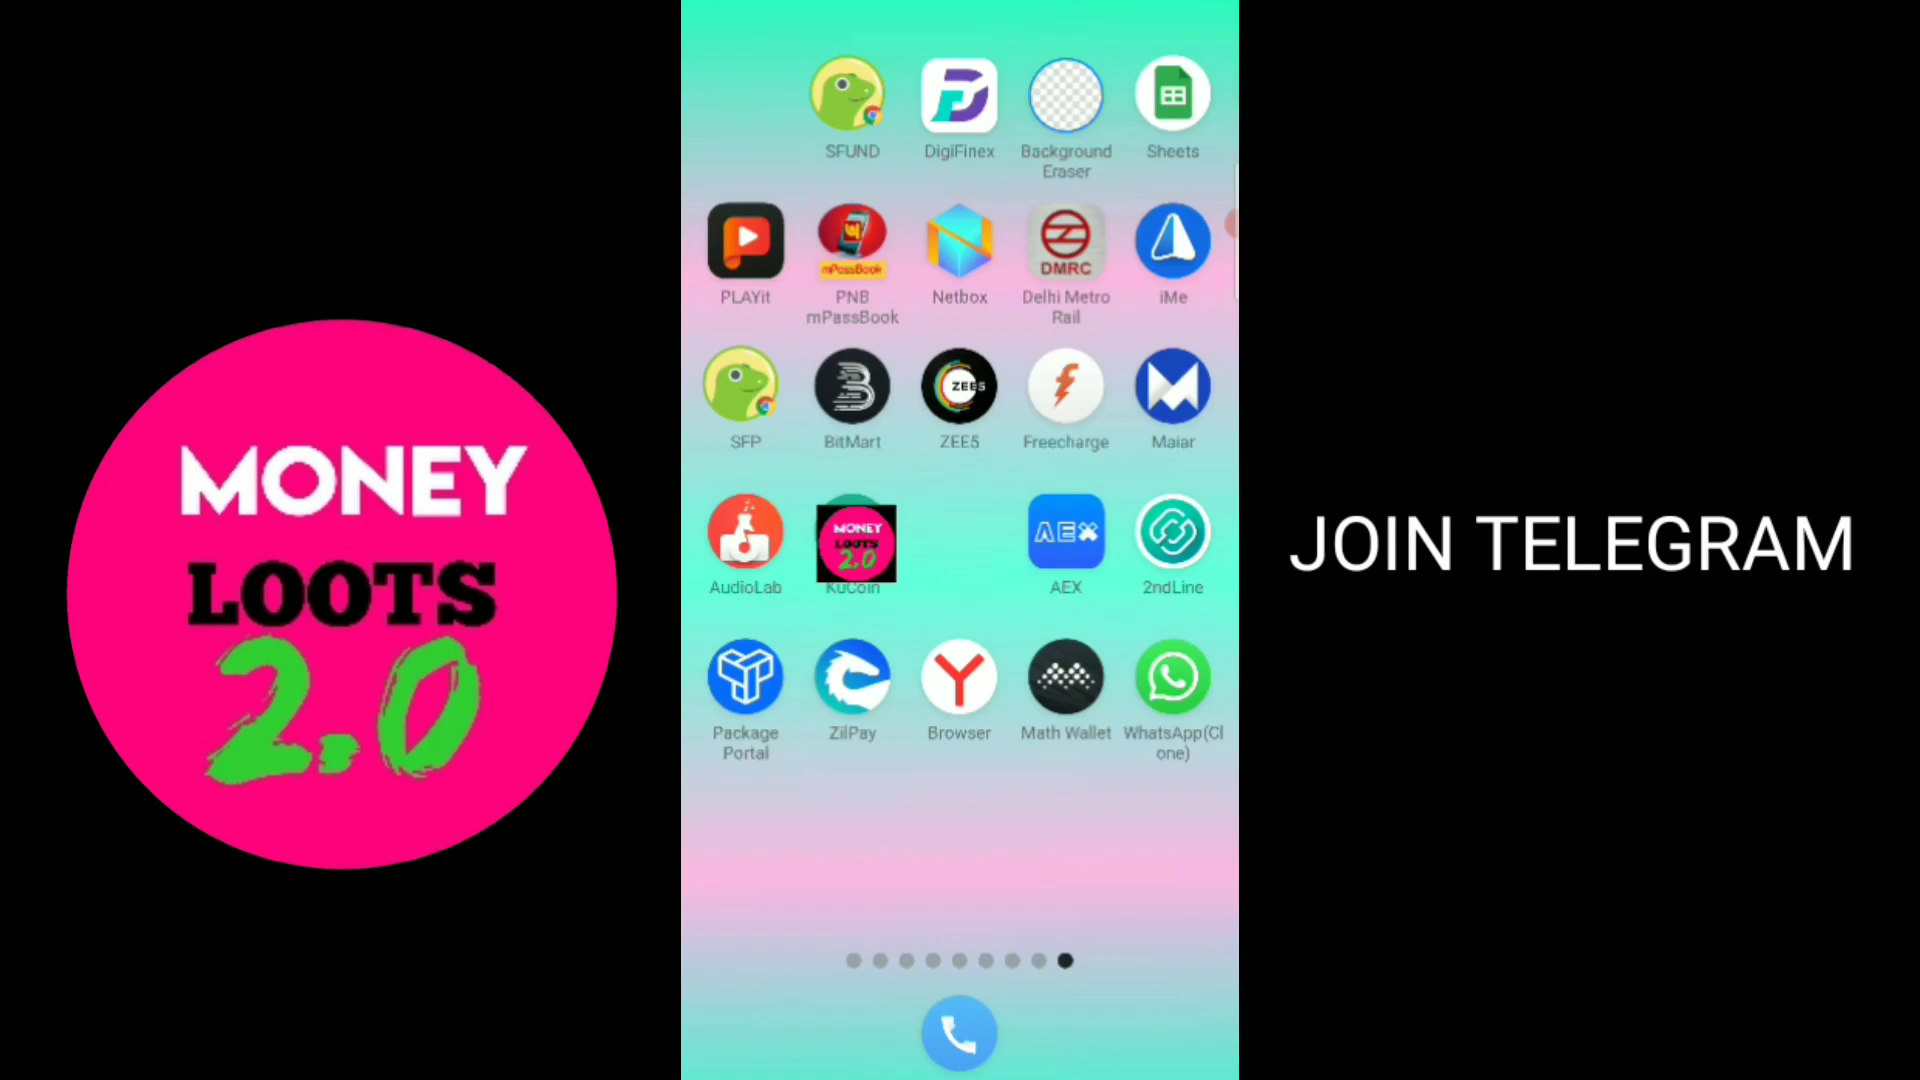 MONEY
LOOTS
2.0
SFUND
DigiFinex
Background
Eraser
Sheets
PLAYit
mPassBook
PNB
mPassBook
Netbox
DMRC
Delhi Metro
Rail
iMe
SFP
BitMart
ZEE5
ZEE5
Freecharge
Maiar
AudioLab
MONEY
LOOTS
2.0
KuCoin
AEX
AEX
2ndLine
Package
Portal
ZilPay
Browser
Math Wallet
WhatsApp(Cl
one)
JOIN TELEGRAM